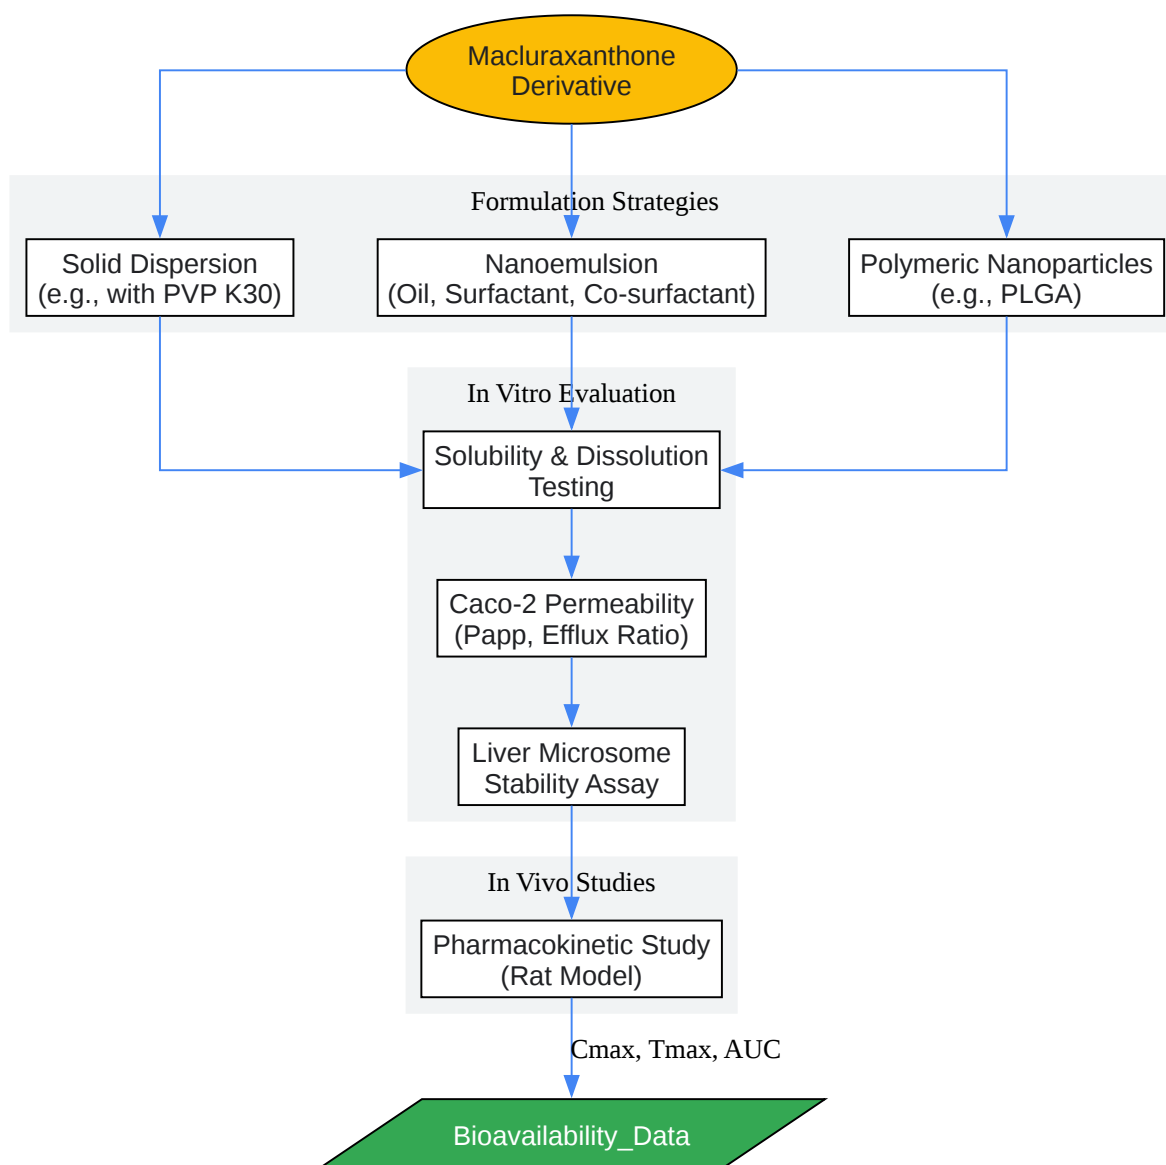 Macluraxanthone
Derivative
Formulation Strategies
Solid Dispersion
(e.g., with PVP K30)
Nanoemulsion
(Oil, Surfactant, Co-surfactant)
Polymeric Nanoparticles
(e.g., PLGA)
In Vitro Evaluation
Solubility & Dissolution
Testing
Caco-2 Permeability
(Papp, Efflux Ratio)
Liver Microsome
Stability Assay
In Vivo Studies
Pharmacokinetic Study
(Rat Model)
Cmax, Tmax, AUC
Bioavailability_Data